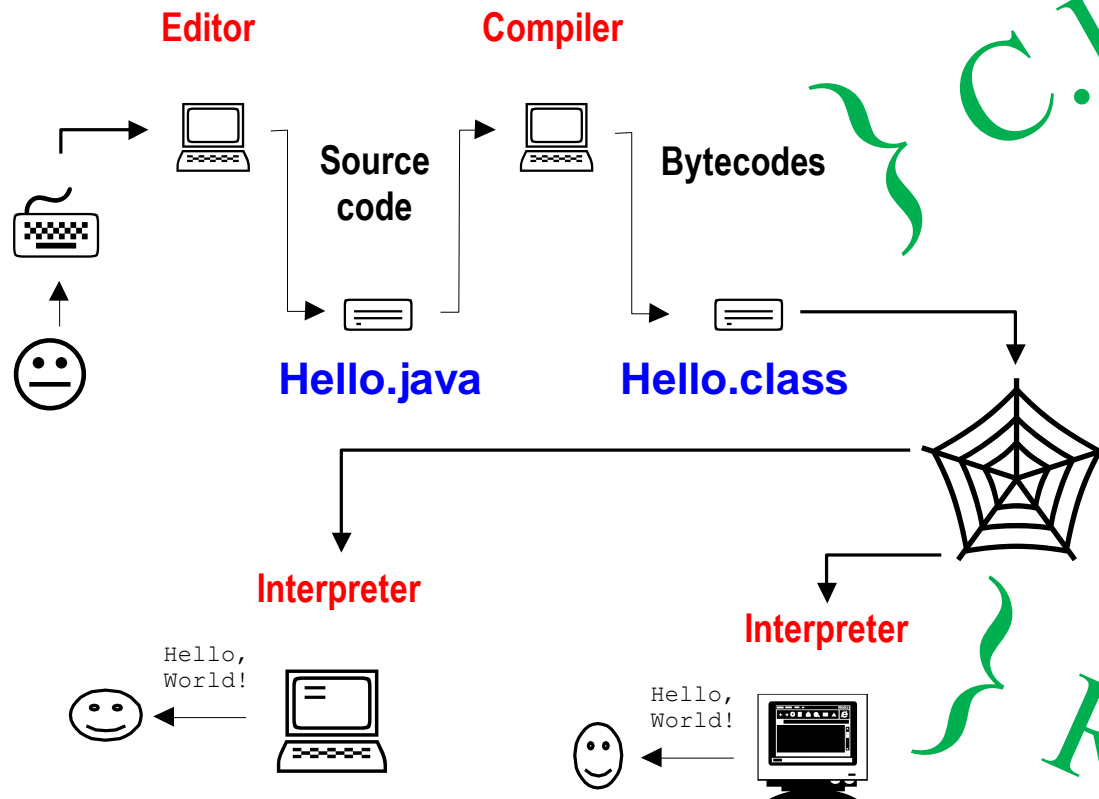 Editor
Compiler
C.
Source
code
Bytecodes
Hello.java
Hello.class
Interpreter
Interpreter
Hello,
World!
Hello,
World!